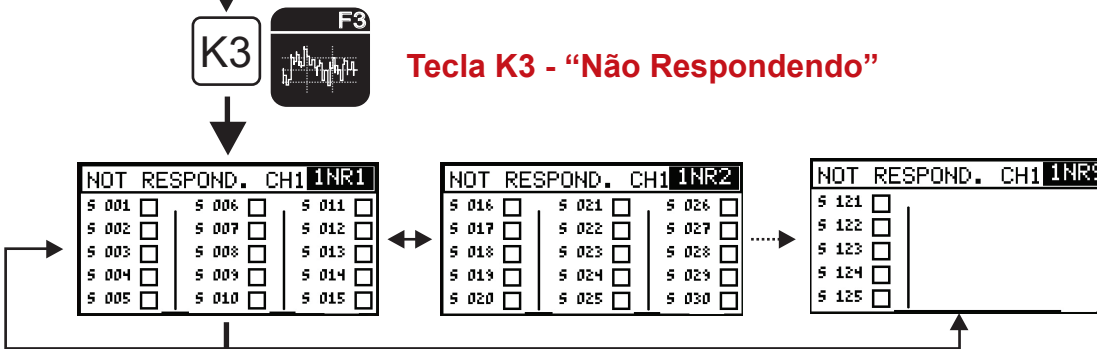 F3
K3
Tecla K3 - “Não Respondendo”
NOT RESPOND. CH1 1NR1
S 001 S 006 S 011
S 002 S 007 S 012
S 003 S 008 S 013
S 004 S 009 S 014
S 005 S 010 S 015
NOT RESPOND. CH1 1NR2
S 016 S 021 S 026
S 017 S 022 S 027
S 018 S 023 S 028
S 019 S 024 S 029
S 020 S 025 S 030
NOT RESPOND. CH1 1NR9
S 121
S 122
S 123
S 124
S 125